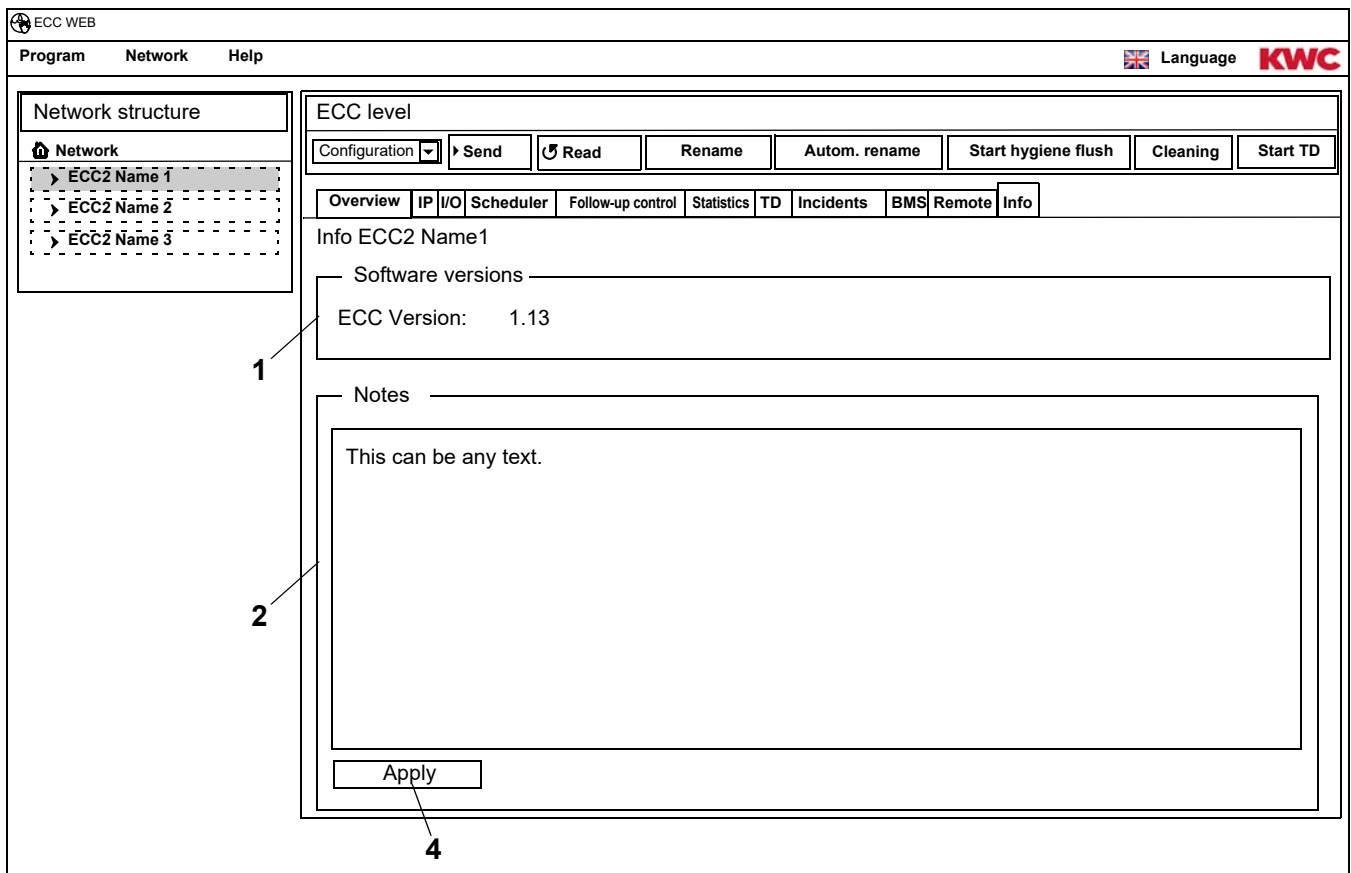 ECC WEB
Program Network Help Language KWC
Network structure
Network
ECC2 Name 1
ECC2 Name 2
ECC2 Name 3
ECC level
Configuration Send Read Rename Autom. rename Start hygiene flush Cleaning Start TD
Overview IP I/O Scheduler Follow-up control Statistics TD Incidents BMS Remote Info
Info ECC2 Name1
Software versions
ECC Version: 1.13
1
Notes
This can be any text.
2
Apply
4